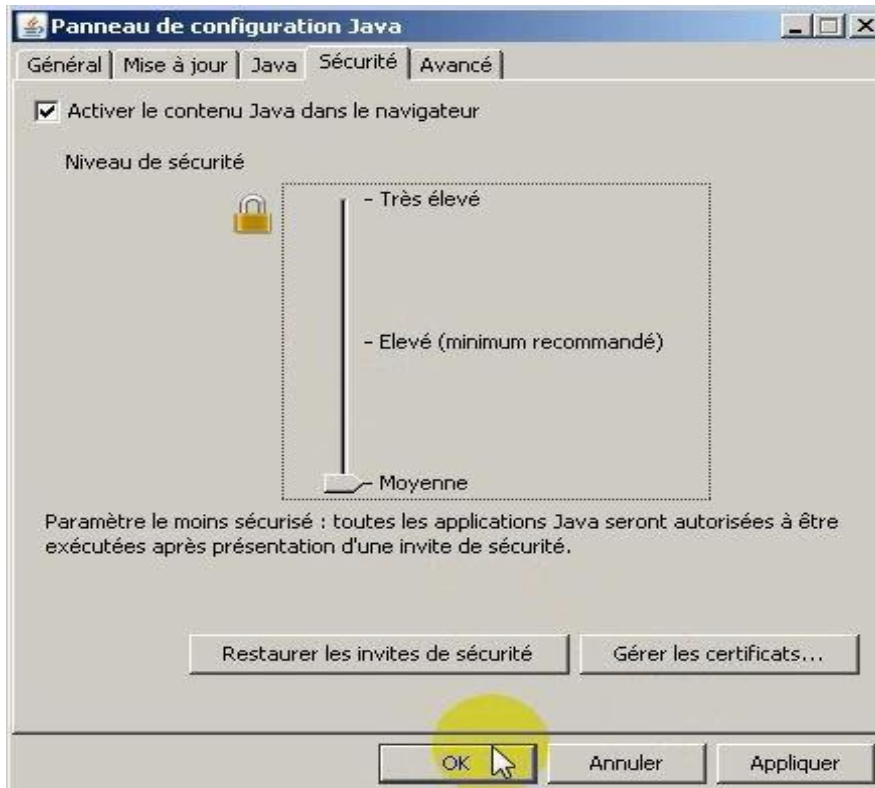 Panneau de configuration Java
Général Mise à jour Java Sécurité Avancé
Activer le contenu Java dans le navigateur
Niveau de sécurité
- Très élevé
- Elevé (minimum recommandé)
- Moyenne
Paramètre le moins sécurisé : toutes les applications Java seront autorisées à être
exécutées après présentation d'une invite de sécurité.
Restaurer les invites de sécurité Gérer les certificats...
OK Annuler Appliquer